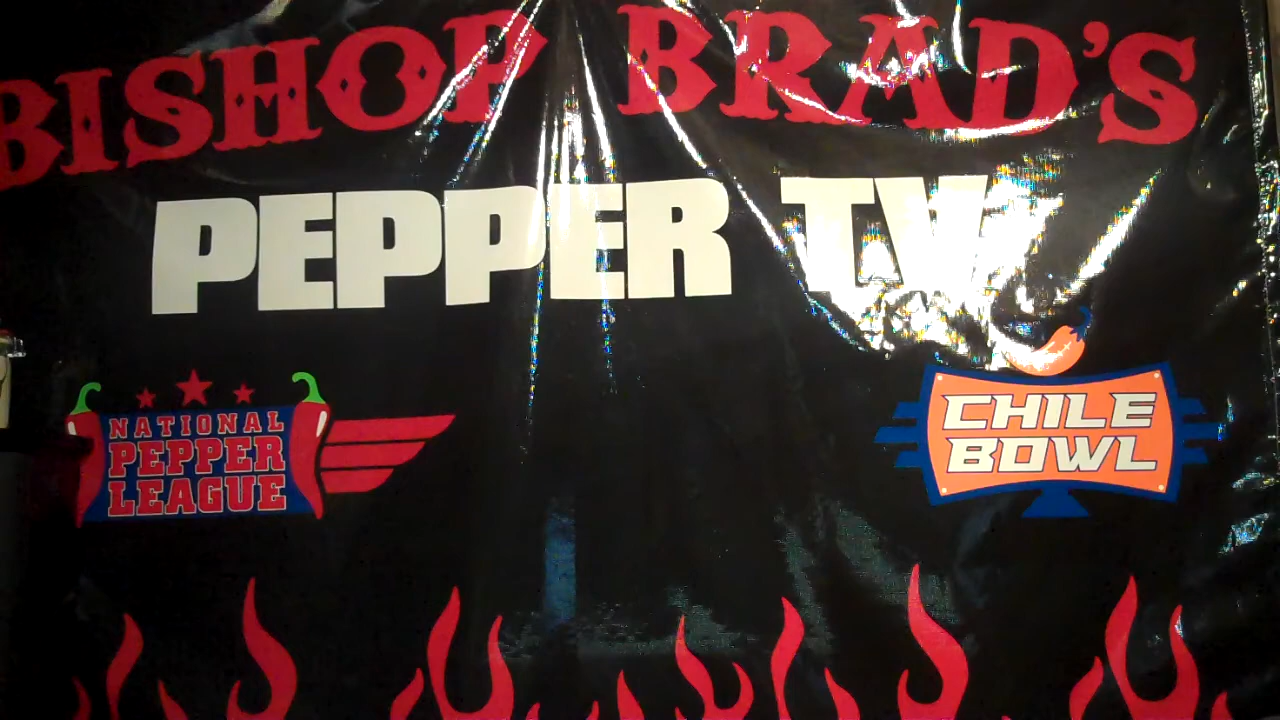 BISHOP BRAD'S
PEPPER TV
NATIONAL
PEPPER
LEAGUE
CHILE
BOWL